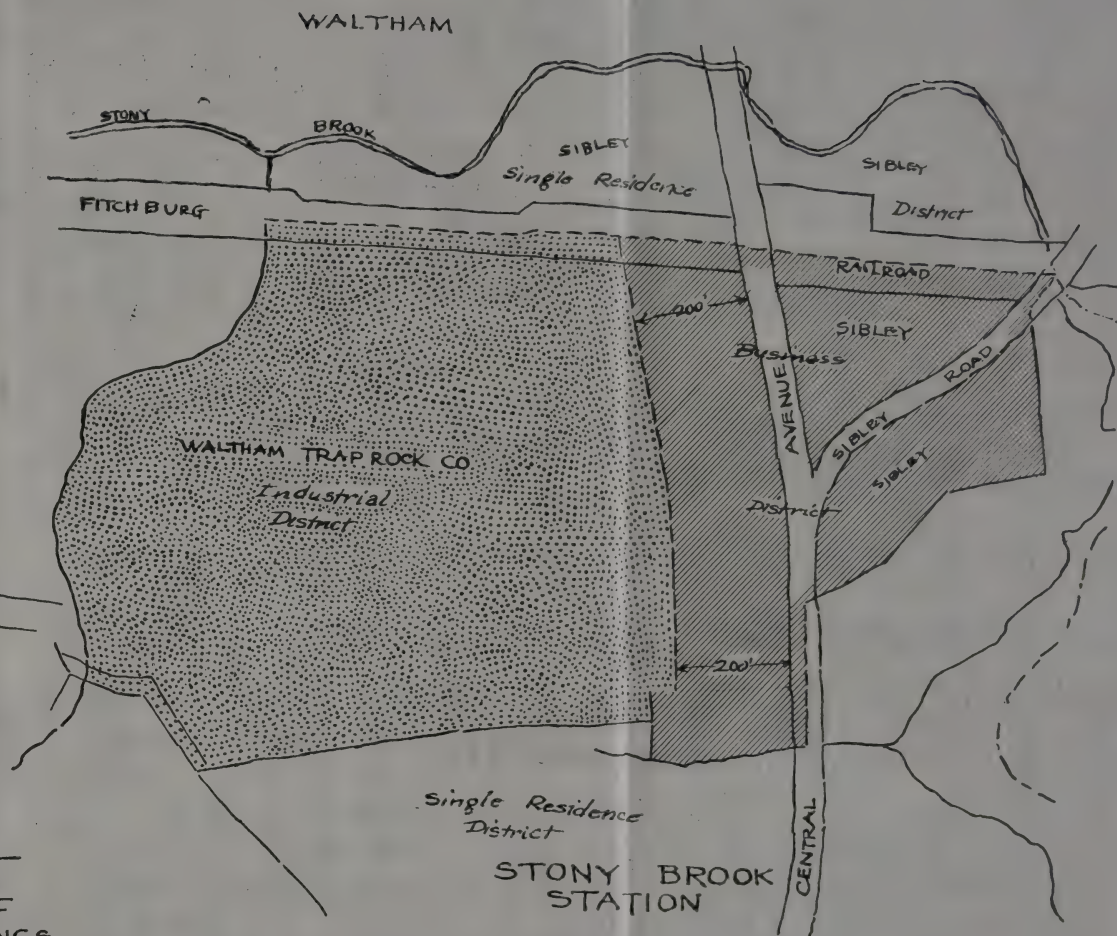 WALTHAM
STONY
BROOK
SIBLEY
Single Residence
SIBLEY
District
FITCHBURG
RAILROAD
200'
SIBLEY
Business
AVENUE
SIBLEY ROAD
SIBLEY
WALTHAM TRAP ROCK CO
Industrial
District
District
200'
Single Residence
District
STONY BROOK
STATION
CENTRAL